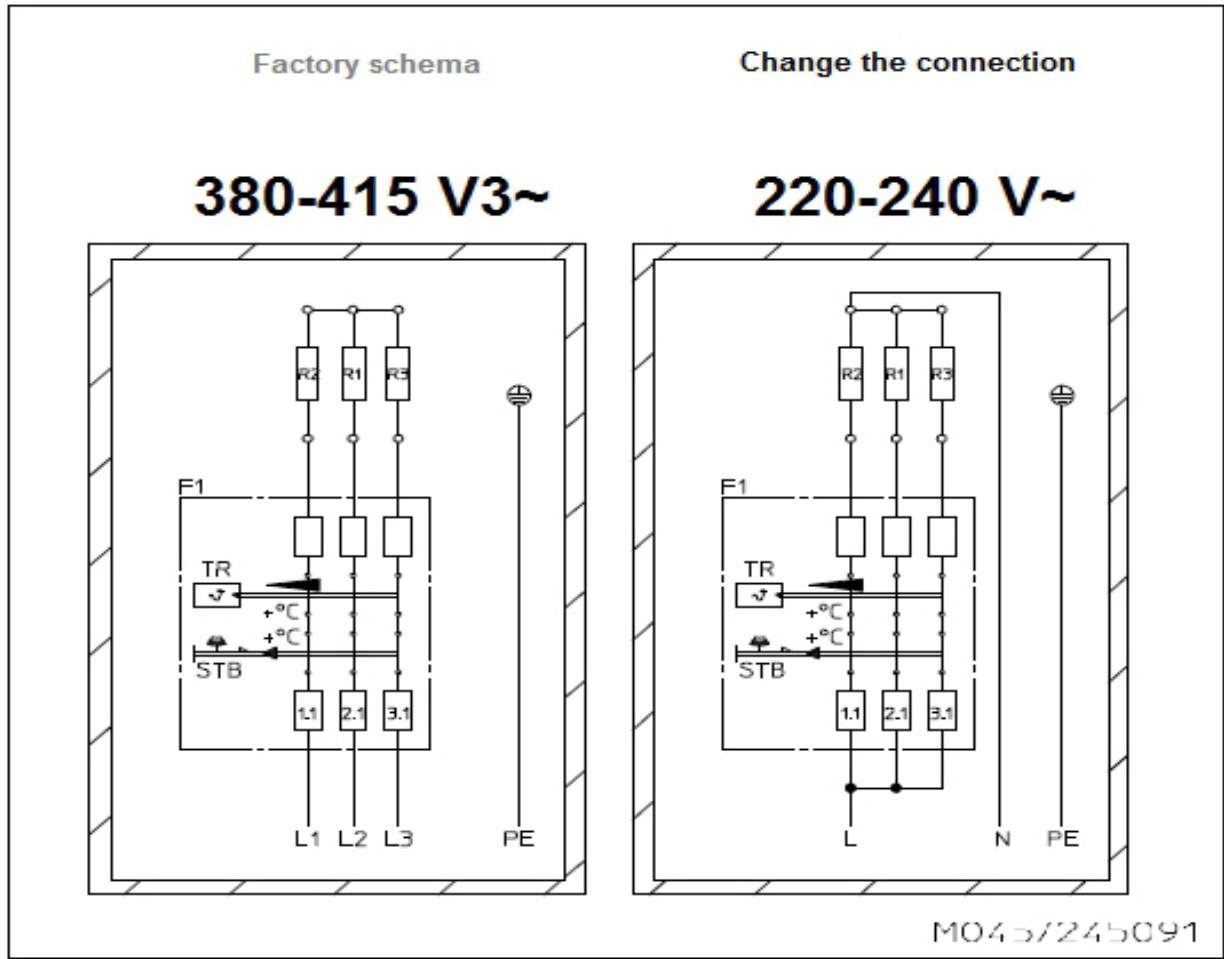 Factory schema
380-415 V3~
R2 R1 R3
F1
TR
+°C
+°C
STB
1.1 2.1 3.1
L1 L2 L3 PE
Change the connection
220-240 V~
R2 R1 R3
F1
TR
+°C
+°C
STB
1.1 2.1 3.1
L N PE